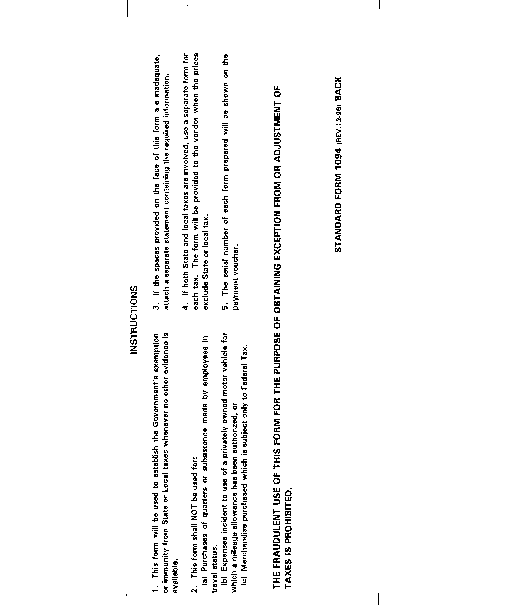 INSTRUCTIONS
1. This form will be used to establish the Government's exemption
or immunity from State or Local taxes whenever no other evidence is
available.
2. This form shall NOT be used for:
(a) Purchases of quarters or subsistence made by employees in
travel status.
(b) Expenses incident to use of a privately owned motor vehicle for
which a mileage allowance has been authorized, or
(c) Merchandise purchased which is subject only to Federal Tax.
3. If the spaces provided on the face of this form are inadequate,
attach a separate statement containing the required information.
4. If both State and local taxes are involved, use a separate form for
each tax. The form will be provided to the vendor when the prices
exclude State or local tax.
5. The serial number of each form prepared will be shown on the
payment voucher.
THE FRAUDULENT USE OF THIS FORM FOR THE PURPOSE OF OBTAINING EXCEPTION FROM OR ADJUSTMENT OF
TAXES IS PROHIBITED.
STANDARD FORM 1094 (REV. 12-96) BACK